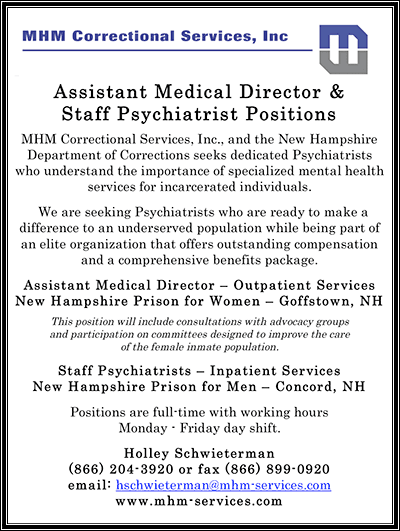 MHM Correctional Services, Inc
Assistant Medical Director &
Staff Psychiatrist Positions
MHM Correctional Services, Inc., and the New Hampshire
Department of Corrections seeks dedicated Psychiatrists
who understand the importance of specialized mental health
services for incarcerated individuals.
We are seeking Psychiatrists who are ready to make a
difference to an underserved population while being part of
an elite organization that offers outstanding compensation
and a comprehensive benefits package.
Assistant Medical Director – Outpatient Services
New Hampshire Prison for Women – Goffstown, NH
This position will include consultations with advocacy groups
and participation on committees designed to improve the care
of the female inmate population.
Staff Psychiatrists – Inpatient Services
New Hampshire Prison for Men – Concord, NH
Positions are full-time with working hours
Monday - Friday day shift.
Holley Schwieterman
(866) 204-3920 or fax (866) 899-0920
email: hschwieterman@mhm-services.com
www.mhm-services.com